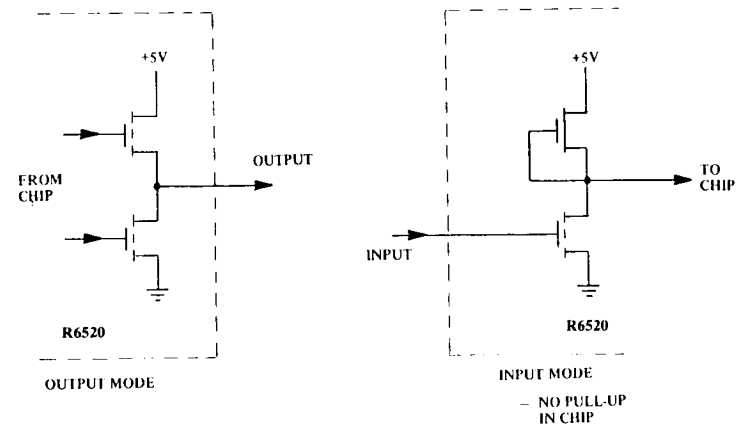 +5V
FROM
CHIP
OUTPUT
R6520
OUTPUT MODE
+5V
TO
CHIP
INPUT
R6520
INPUT MODE
— NO PULL-UP
IN CHIP